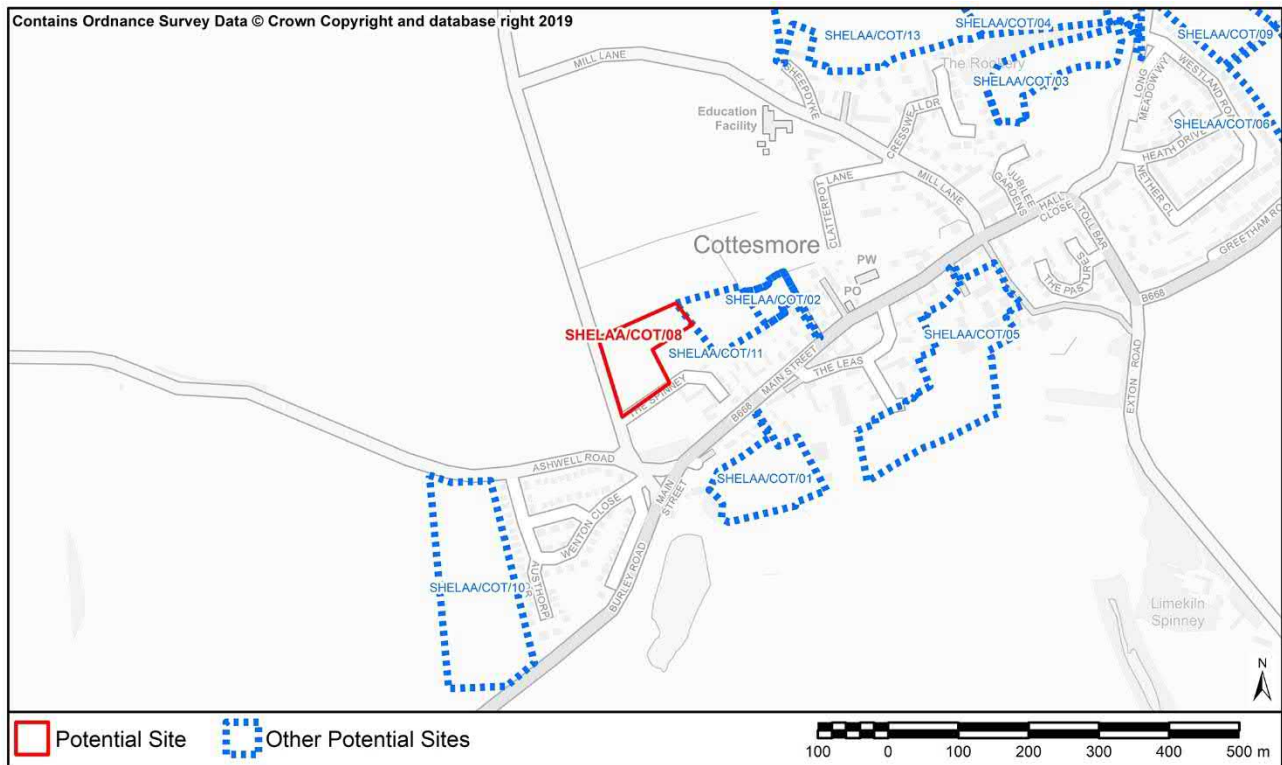 Contains Ordnance Survey Data © Crown Copyright and database right 2019
SHELAA/COT/13
SHELAA/COT/04
SHELAA/COT/09
MILL LANE
SHEEPDYKE
The Rookery
SHELAA/COT/03
LONG
MEADOW WY
WESTLAND ROAD
Education
Facility
CRESSWELL DR
SHELAA/COT/06
HEATH DRIVE
NETHER CL
CLATTERPOT LANE
MILL LANE
JUBILEE
GARDENS
HALL
CLOSE
TOLL BAR
GREETHAM RO
Cottesmore
PW
PO
THE PASTURES
B668
SHELAA/COT/02
SHELAA/COT/08
SHELAA/COT/11
SHELAA/COT/05
MAIN STREET
THE LEAS
THE SPINNEY
B668
EXTON ROAD
ASHWELL ROAD
MAIN
STREET
SHELAA/COT/01
WENTON CLOSE
SHELAA/COT/10
AUSTHORP
GR
BURLEY ROAD
Limekiln
Spinney
N
Potential Site
Other Potential Sites
100 0 100 200 300 400 500 m